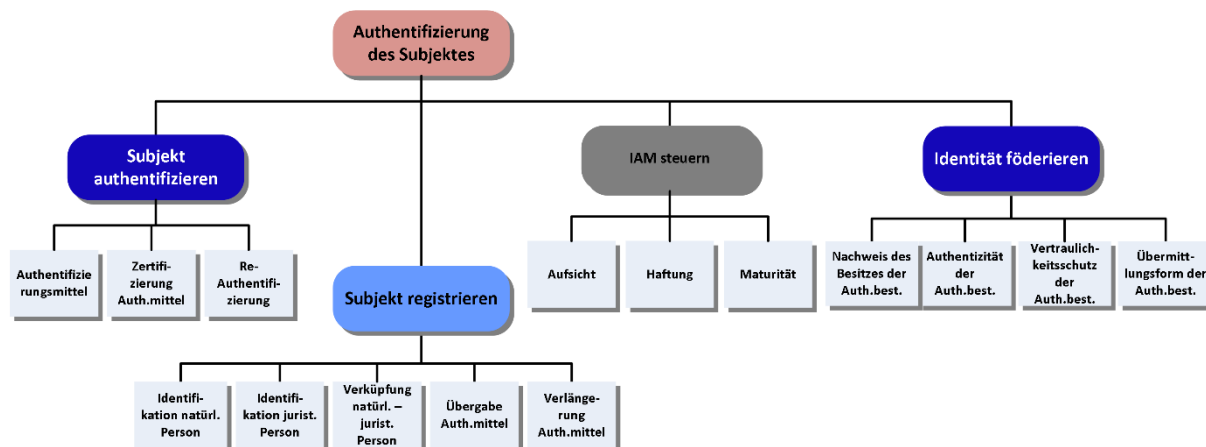 Authentifizierung
des Subjektes
Subjekt
authentifizieren
IAM steuern
Identität föderieren
Authentifizie
rungsmittel
Zertifi-
zierung
Auth.mittel
Re-
Authentifi-
zierung
Subjekt registrieren
Aufsicht
Haftung
Maturität
Nachweis des
Besitzes der
Auth.best.
Authentizität
der
Auth.best.
Vertraulich-
keitsschutz
der
Auth.best.
Übermitt-
lungsform der
Auth.best.
Identifi-
kation natürl.
Person
Identifi-
kation jurist.
Person
Verküpfung
natürl. –
jurist.
Person
Übergabe
Auth.mittel
Verlänge-
rung
Auth.mittel